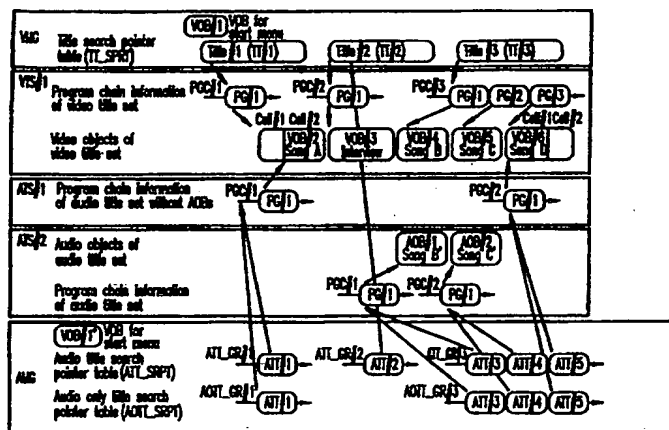 VMG Title search pointer table (TT_SPRT)
VOB#1 VOB for start menu
Title #1 (TT#1) Title #2 (TT#2) Title #3 (TT#3)
VTS#1 Program chain information of video title set
PGC#1 PG#1 PGC#2 PG#1 PGC#3 PG#1 PG#2 PG#3
Cell#1 Cell#2 Cell#1 Cell#2
Video objects of video title set
VOB#2 Song A VOB#3 Interview VOB#4 Song B VOB#5 Song C VOB#6 Song D
ATS#1 Program chain information of audio title set without AOBs
PGC#1 PG#1 PGC#2 PG#1
ATS#2 Audio objects of audio title set
AOB#1 Song B' AOB#2 Song C'
Program chain information of audio title set
PGC#1 PG#1 PGC#2 PG#1
AMG
VOB#1' VOB for start menu
Audio title search pointer table (ATT_SRPT)
ATT_GR#1 ATT#1 ATT_GR#2 ATT#2 ATT_GR#3 ATT#3 ATT#4 ATT#5
Audio only title search pointer table (AOTT_SRPT)
AOTT_GR#1 ATT#1 AOTT_GR#3 ATT#3 ATT#4 ATT#5